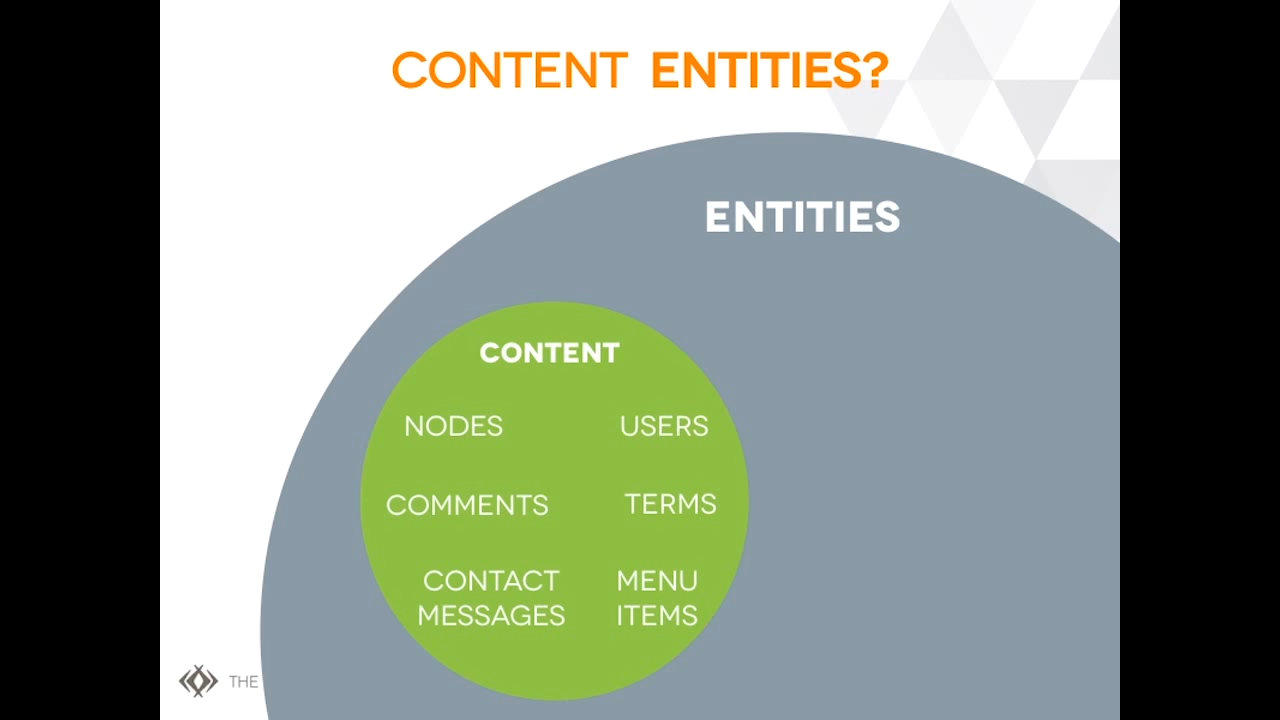 CONTENT ENTITIES?
ENTITIES
CONTENT
NODES
USERS
COMMENTS
TERMS
CONTACT
MESSAGES
MENU
ITEMS
THE